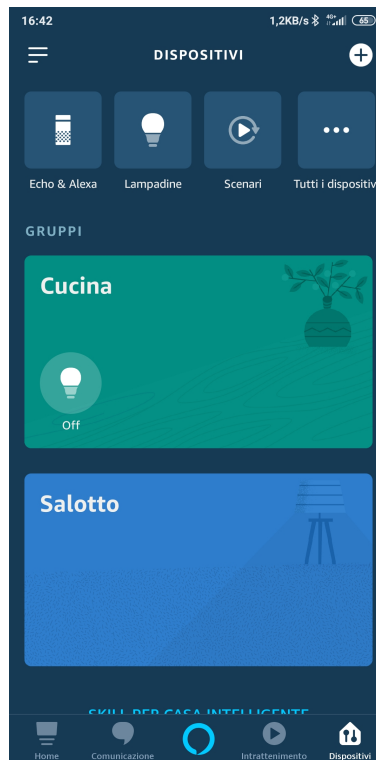 16:42 1,2KB/s 4G+ 65
DISPOSITIVI
Echo & Alexa Lampadine Scenari Tutti i dispositiv
GRUPPI
Cucina
Off
Salotto
SKILL PER CASA INTELLIGENTE
Home Comunicazione Intrattenimento Dispositivi